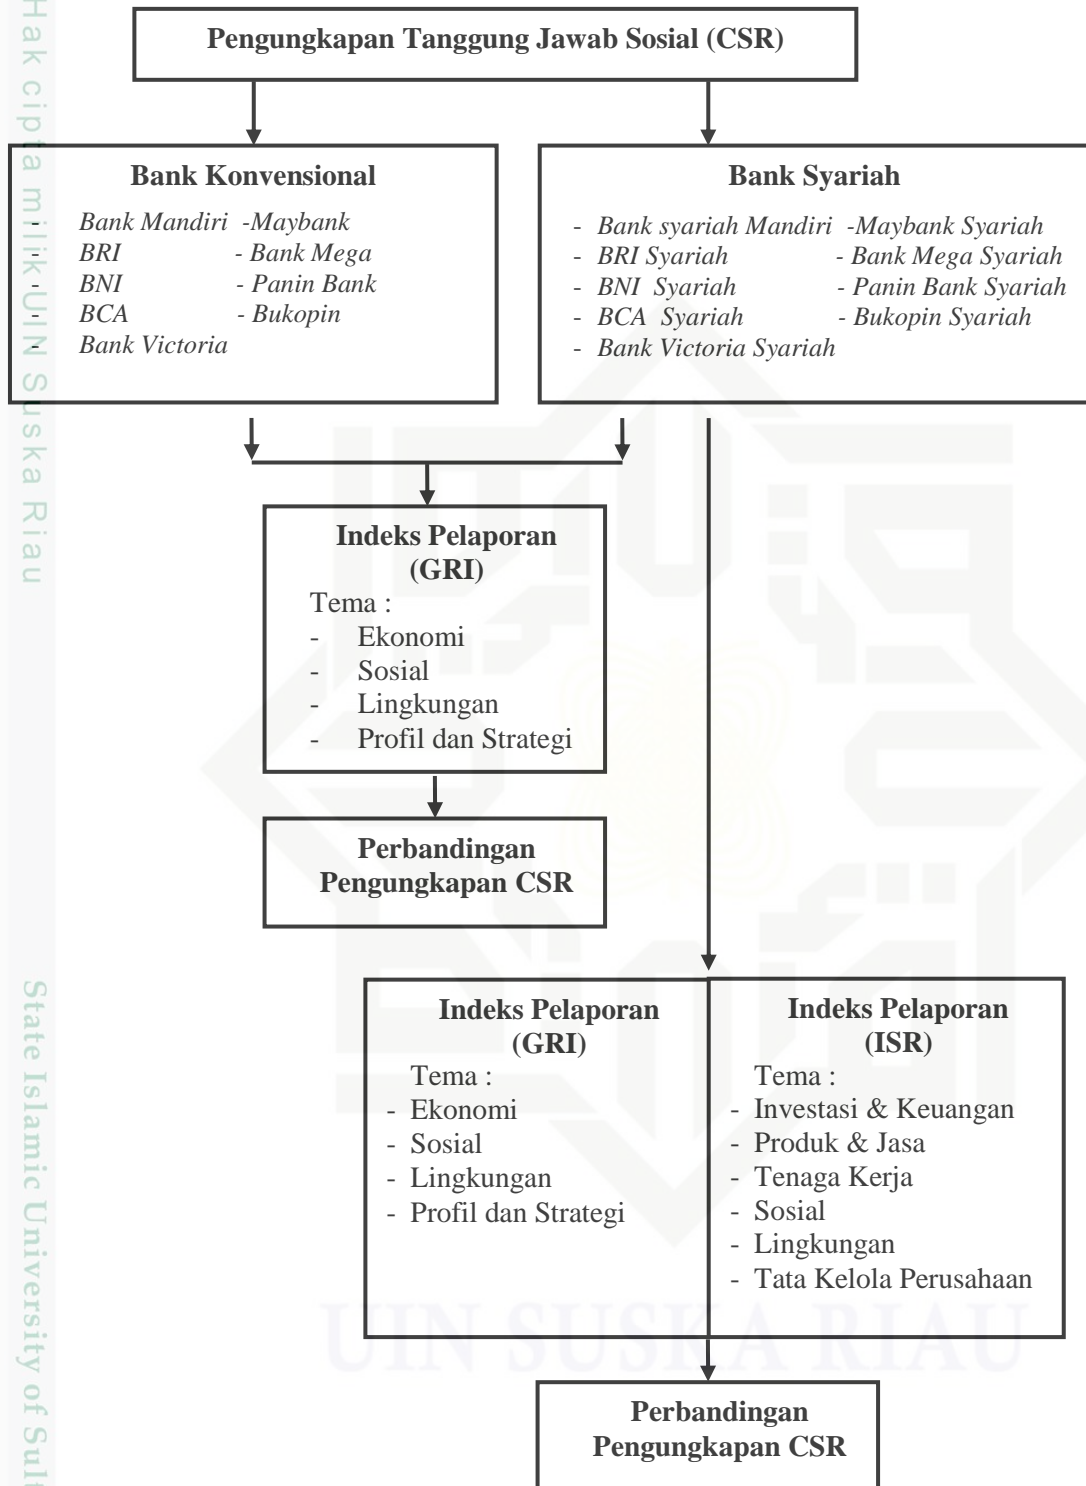 Pengungkapan Tanggung Jawab Sosial (CSR)
Bank Konvensional
- Bank Mandiri -Maybank
- BRI - Bank Mega
- BNI - Panin Bank
- BCA - Bukopin
- Bank Victoria
Bank Syariah
- Bank syariah Mandiri -Maybank Syariah
- BRI Syariah - Bank Mega Syariah
- BNI Syariah - Panin Bank Syariah
- BCA Syariah - Bukopin Syariah
- Bank Victoria Syariah
Indeks Pelaporan
(GRI)
Tema :
- Ekonomi
- Sosial
- Lingkungan
- Profil dan Strategi
Perbandingan
Pengungkapan CSR
Indeks Pelaporan
(GRI)
Tema :
- Ekonomi
- Sosial
- Lingkungan
- Profil dan Strategi
Indeks Pelaporan
(ISR)
Tema :
- Investasi & Keuangan
- Produk & Jasa
- Tenaga Kerja
- Sosial
- Lingkungan
- Tata Kelola Perusahaan
Perbandingan
Pengungkapan CSR
Hak cipta milik UIN Suska Riau
State Islamic University of Sult
UIN SUSKA RIAU